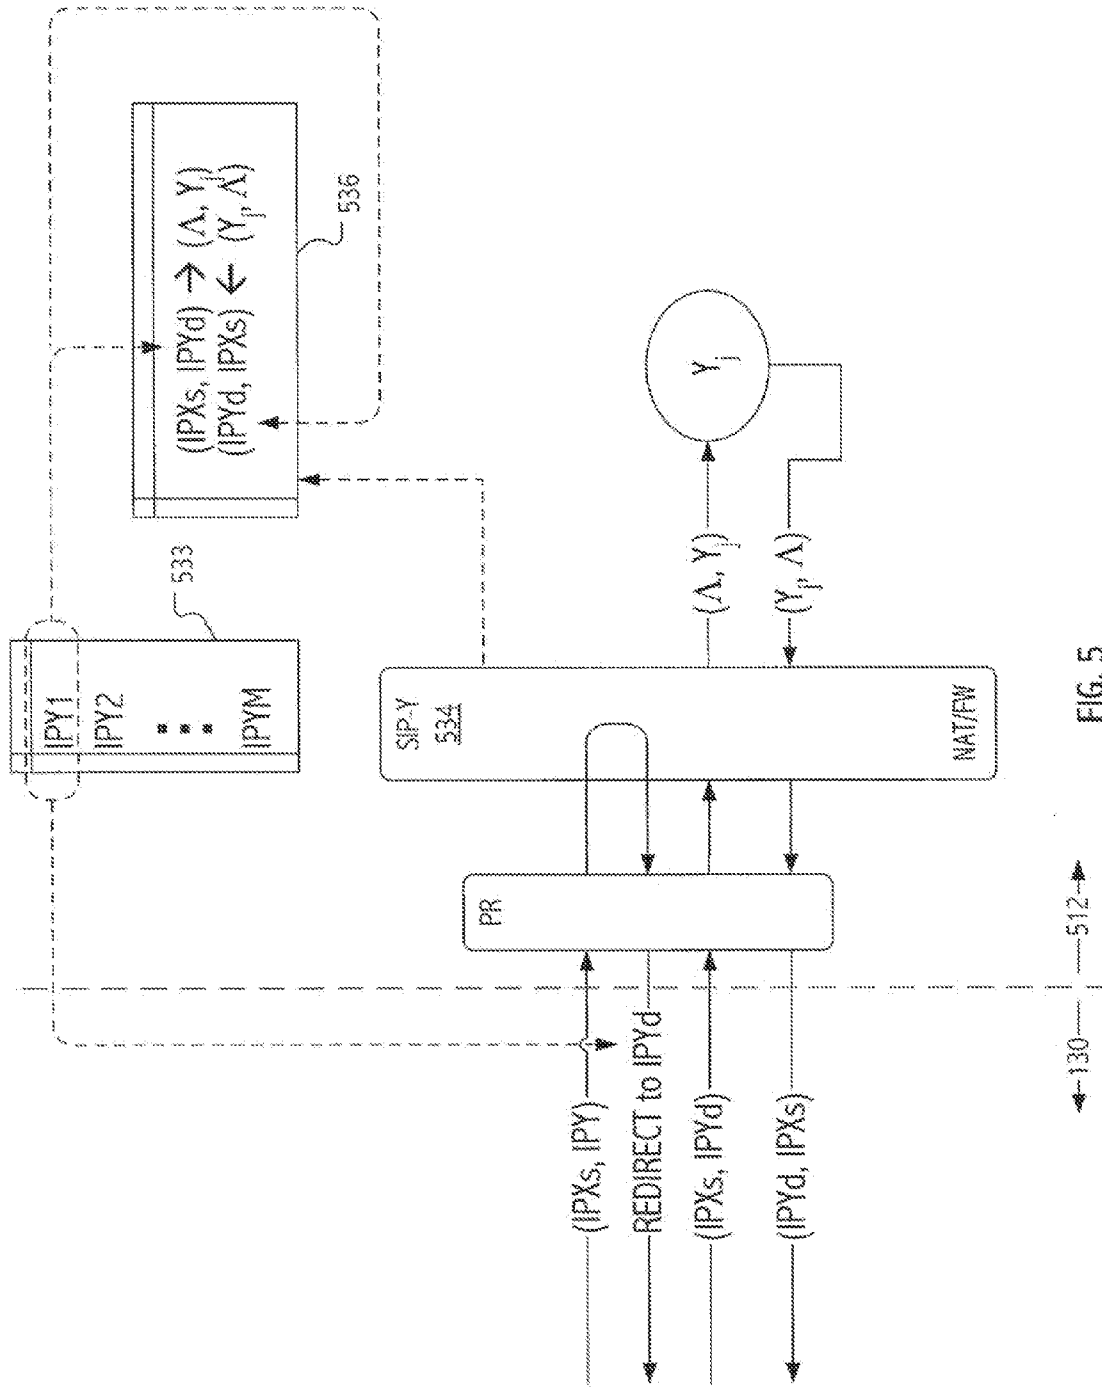 IPY1
IPY2
IPYM
533
(IPXs, IPYd) → (Λ, Yj)
(IPYd, IPXs) ← (Yj, Λ)
536
SIP-Y
534
NAT/FW
PR
(IPXs, IPY)
REDIRECT to IPYd
(IPXs, IPYd)
(IPYd, IPXs)
(Λ, Yj)
(Yj, Λ)
Yj
130
512
FIG. 5